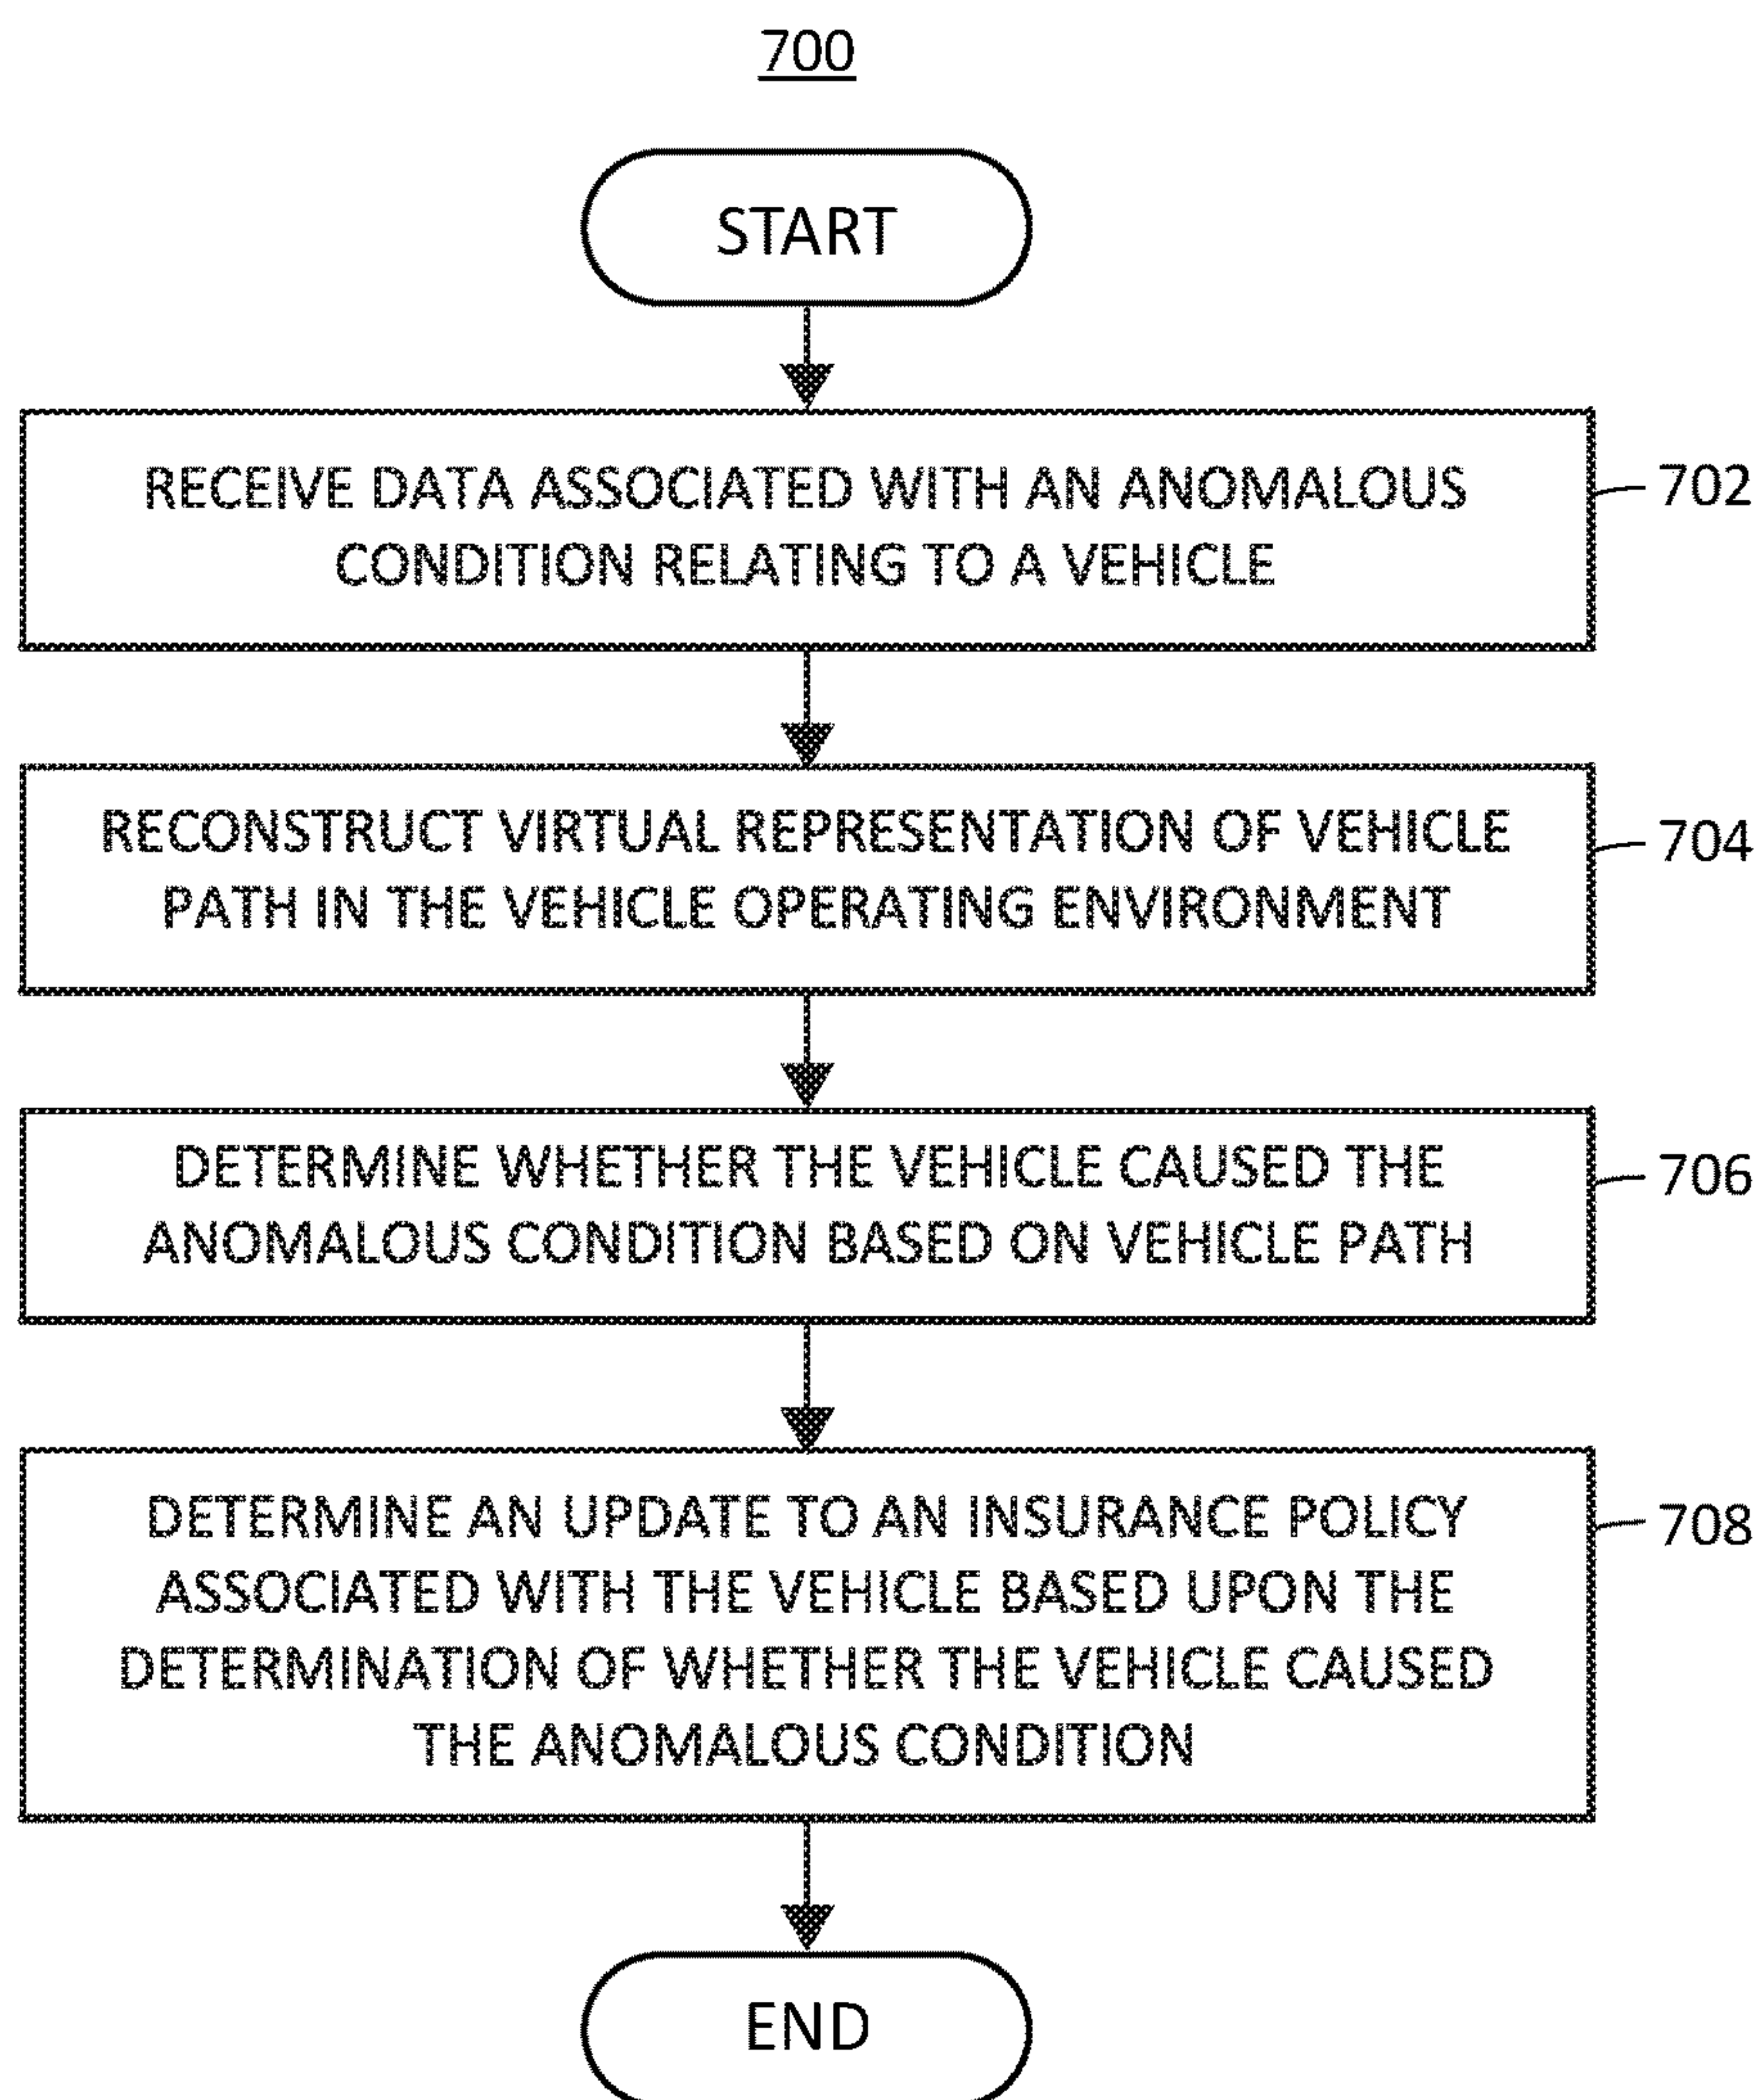 700
START
RECEIVE DATA ASSOCIATED WITH AN ANOMALOUS
CONDITION RELATING TO A VEHICLE
702
RECONSTRUCT VIRTUAL REPRESENTATION OF VEHICLE
PATH IN THE VEHICLE OPERATING ENVIRONMENT
704
DETERMINE WHETHER THE VEHICLE CAUSED THE
ANOMALOUS CONDITION BASED ON VEHICLE PATH
706
DETERMINE AN UPDATE TO AN INSURANCE POLICY
ASSOCIATED WITH THE VEHICLE BASED UPON THE
DETERMINATION OF WHETHER THE VEHICLE CAUSED
THE ANOMALOUS CONDITION
708
END